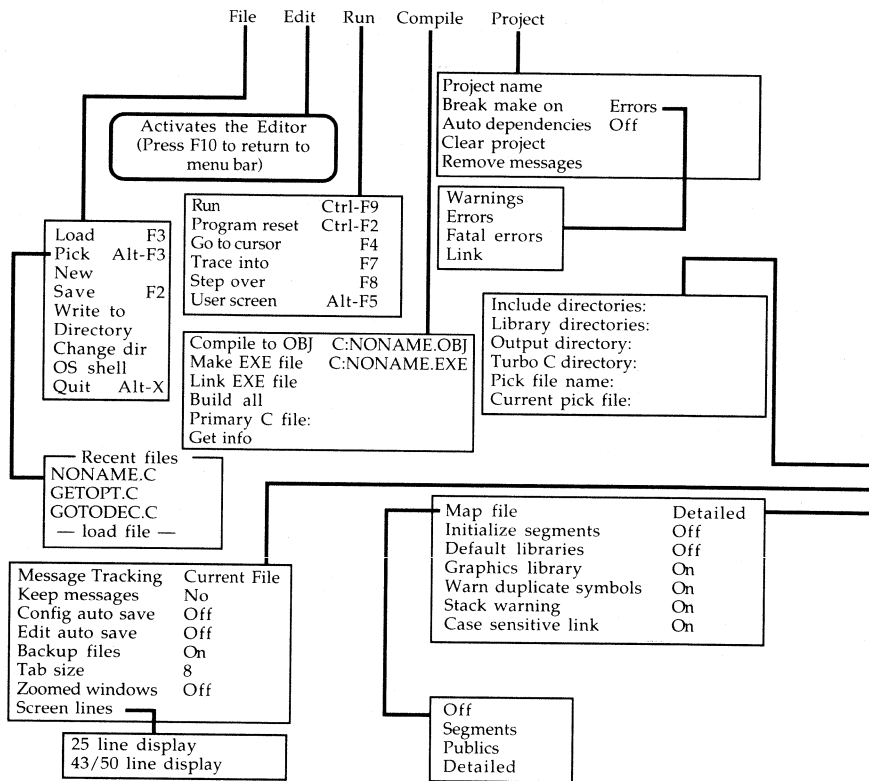 File Edit Run Compile Project
Project name
Break make on Errors
Auto dependencies Off
Clear project
Remove messages
Activates the Editor
(Press F10 to return to
menu bar)
Warnings
Errors
Fatal errors
Link
Run Ctrl-F9
Program reset Ctrl-F2
Go to cursor F4
Trace into F7
Step over F8
User screen Alt-F5
Load F3
Pick Alt-F3
New
Save F2
Write to
Directory
Change dir
OS shell
Quit Alt-X
Include directories:
Library directories:
Output directory:
Turbo C directory:
Pick file name:
Current pick file:
Compile to OBJ C:NONAME.OBJ
Make EXE file C:NONAME.EXE
Link EXE file
Build all
Primary C file:
Get info
Recent files
NONAME.C
GETOPT.C
GOTODEC.C
— load file —
Map file Detailed
Initialize segments Off
Default libraries Off
Graphics library On
Warn duplicate symbols On
Stack warning On
Case sensitive link On
Message Tracking Current File
Keep messages No
Config auto save Off
Edit auto save Off
Backup files On
Tab size 8
Zoomed windows Off
Screen lines
25 line display
43/50 line display
Off
Segments
Publics
Detailed